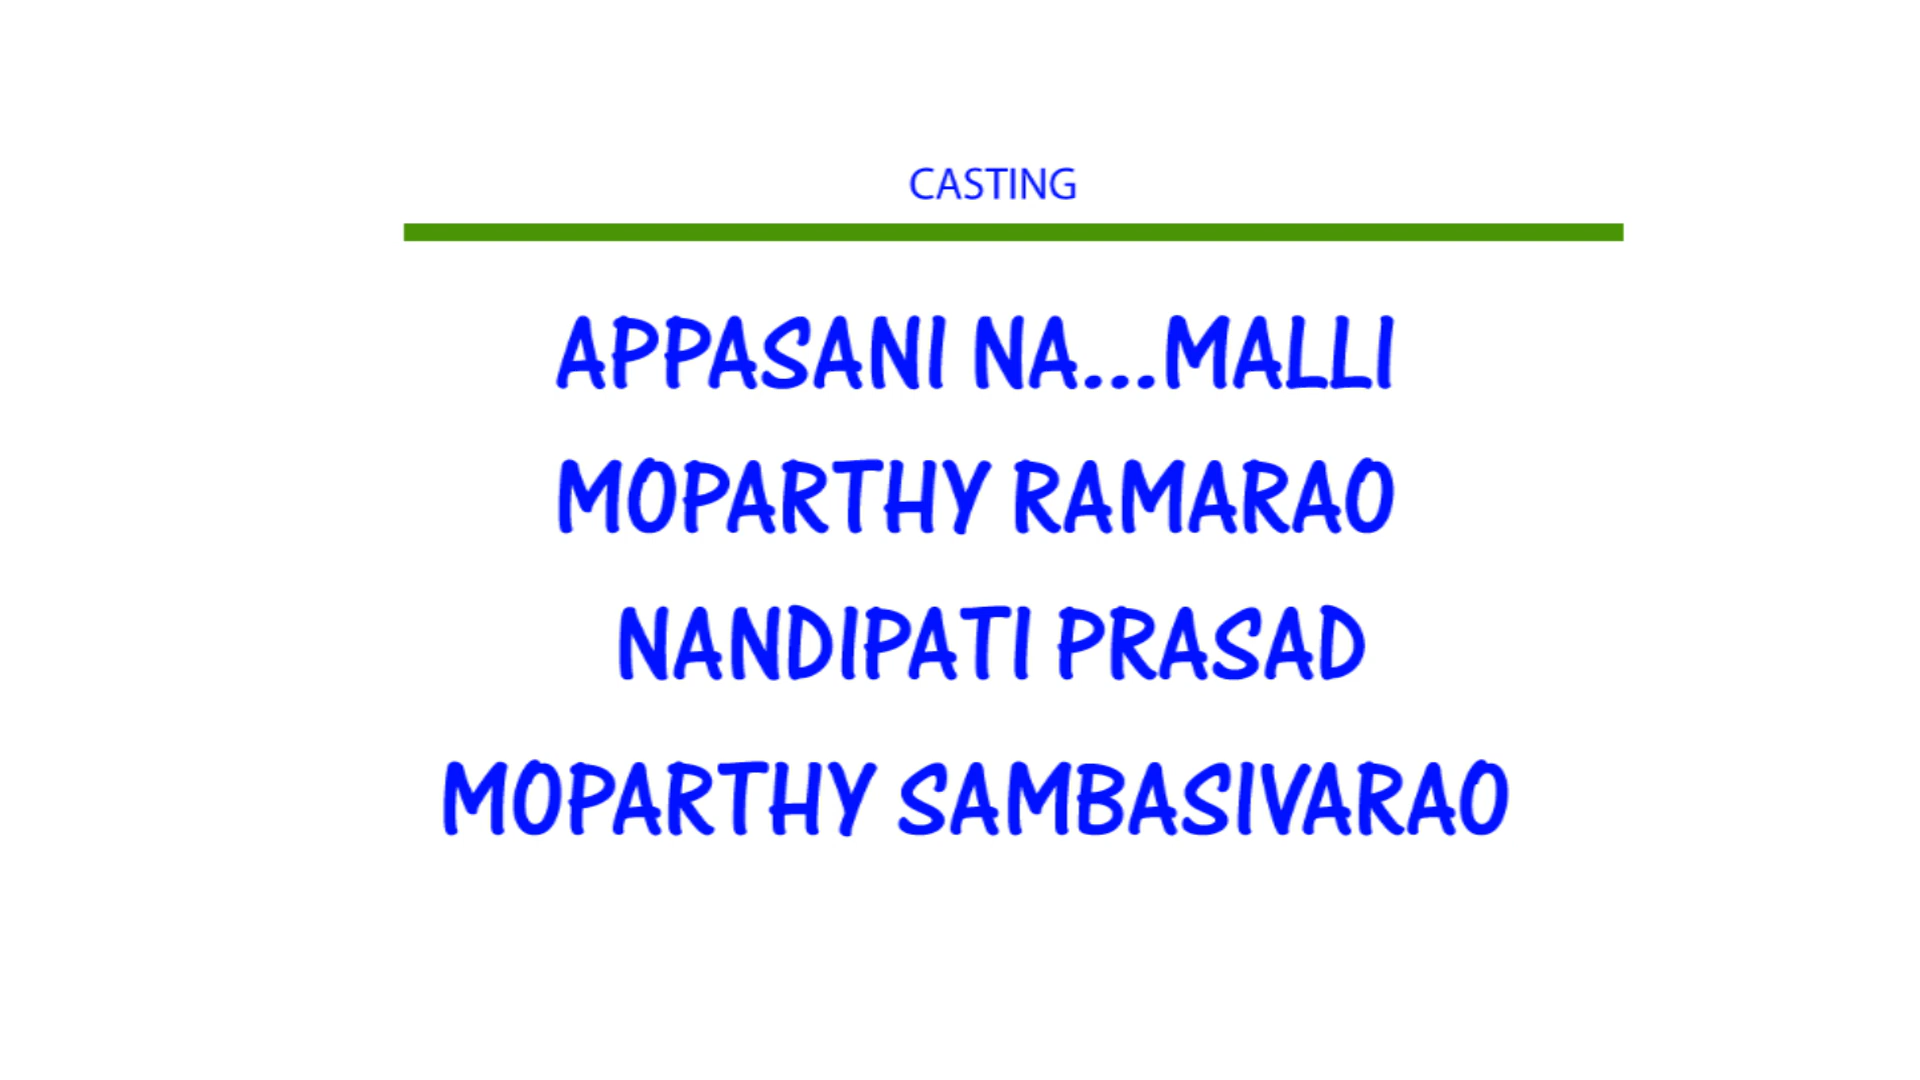 CASTING
APPASANI NA...MALLI
MOPARTHY RAMARAO
NANDIPATI PRASAD
MOPARTHY SAMBASIVARAO